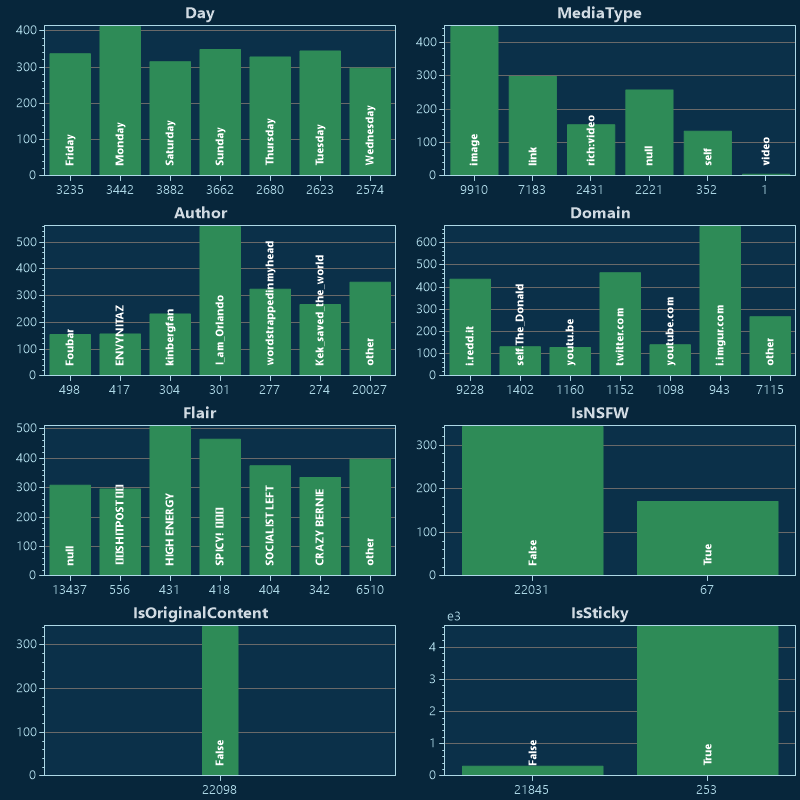 Day
400
300
200
100
0
Friday
Monday
Saturday
Sunday
Thursday
Tuesday
Wednesday
3235 3442 3882 3662 2680 2623 2574
MediaType
400
300
200
100
0
image
link
rich:video
null
self
video
9910 7183 2431 2221 352 1
Author
500
400
300
200
100
0
Foubar
ENVYNITAZ
kinbergfan
I_am_Orlando
wordstrappedinmyhead
Kek_saved_the_world
other
498 417 304 301 277 274 20027
Domain
600
500
400
300
200
100
0
i.redd.it
self.The_Donald
youtu.be
twitter.com
youtube.com
i.imgur.com
other
9228 1402 1160 1152 1098 943 7115
Flair
500
400
300
200
100
0
null
SHITPOST
HIGH ENERGY
SPICY!
SOCIALIST LEFT
CRAZY BERNIE
other
13437 556 431 418 404 342 6510
IsNSFW
300
200
100
0
False
True
22031 67
IsOriginalContent
300
200
100
0
False
22098
IsSticky
e3
4
3
2
1
0
False
True
21845 253